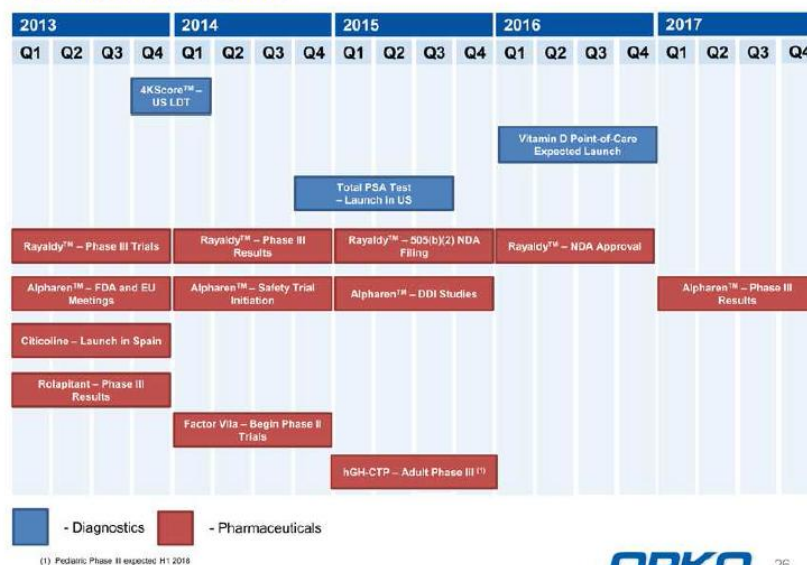 2013 2014 2015 2016 2017
Q1 Q2 Q3 Q4 Q1 Q2 Q3 Q4 Q1 Q2 Q3 Q4 Q1 Q2 Q3 Q4 Q1 Q2 Q3 Q4
4KScore™ –
US LDT
Vitamin D Point-of-Care
Expected Launch
Total PSA Test
– Launch in US
Rayaldy™ – Phase III Trials
Rayaldy™ – Phase III
Results
Rayaldy™ – 505(b)(2) NDA
Filing
Rayaldy™ – NDA Approval
Alpharen™ – FDA and EU
Meetings
Alpharen™ – Safety Trial
Initiation
Alpharen™ – DDI Studies
Alpharen™ – Phase III
Results
Citicoline – Launch in Spain
Rolapitant – Phase III
Results
Factor VIIa – Begin Phase II
Trials
hGH-CTP – Adult Phase III (1)
- Diagnostics
- Pharmaceuticals
(1) Pediatric Phase III expected H1 2016
OPKO
26